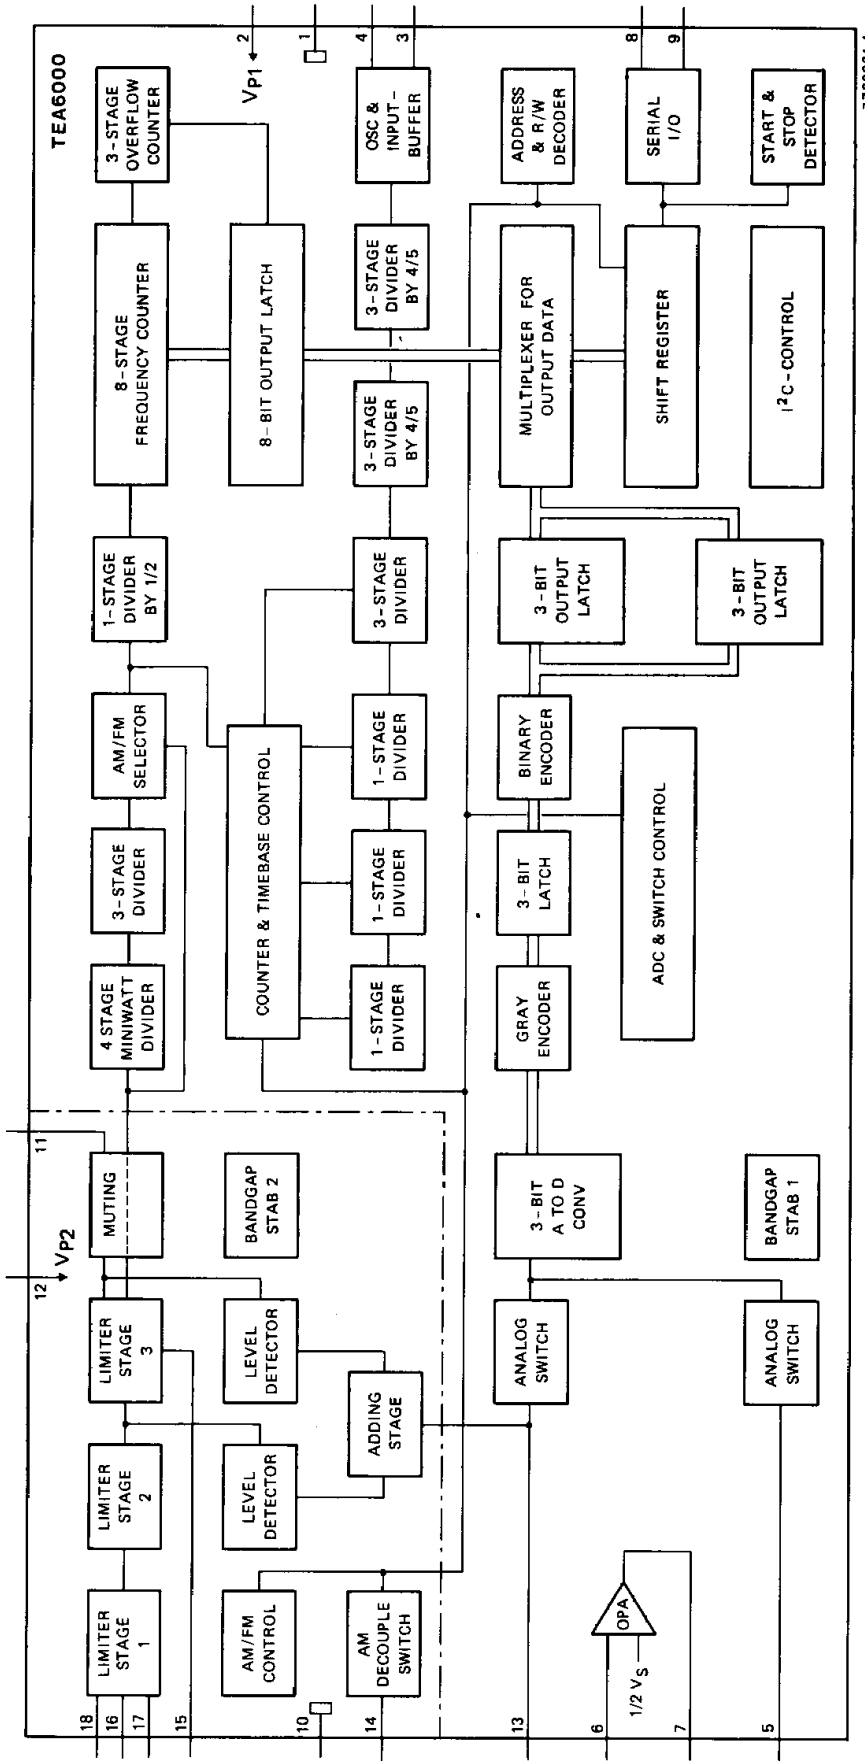 TEA6000
12
VP2
11
18
16
17
15
LIMITER
STAGE
1
LIMITER
STAGE
2
LIMITER
STAGE
3
MUTING
4 STAGE
MINIWATT
DIVIDER
3-STAGE
DIVIDER
AM/FM
SELECTOR
1-STAGE
DIVIDER
BY 1/2
8-STAGE
FREQUENCY COUNTER
3-STAGE
OVERFLOW
COUNTER
2
VP1
1
10
AM/FM
CONTROL
LEVEL
DETECTOR
LEVEL
DETECTOR
BANDGAP
STAB 2
COUNTER & TIMEBASE CONTROL
8-BIT OUTPUT LATCH
14
AM
DECOUPLE
SWITCH
ADDING
STAGE
1-STAGE
DIVIDER
1-STAGE
DIVIDER
1-STAGE
DIVIDER
3-STAGE
DIVIDER
3-STAGE
DIVIDER
BY 4/5
3-STAGE
DIVIDER
BY 4/5
OSC &
INPUT-
BUFFER
4
3
13
ANALOG
SWITCH
3-BIT
A TO D
CONV
GRAY
ENCODER
3-BIT
LATCH
BINARY
ENCODER
3-BIT
OUTPUT
LATCH
MULTIPLEXER FOR
OUTPUT DATA
ADDRESS
& R/W
DECODER
6
OPA
1/2 VS
7
ADC & SWITCH CONTROL
3-BIT
OUTPUT
LATCH
SHIFT REGISTER
SERIAL
I/O
8
9
5
ANALOG
SWITCH
BANDGAP
STAB 1
I²C-CONTROL
START &
STOP
DETECTOR